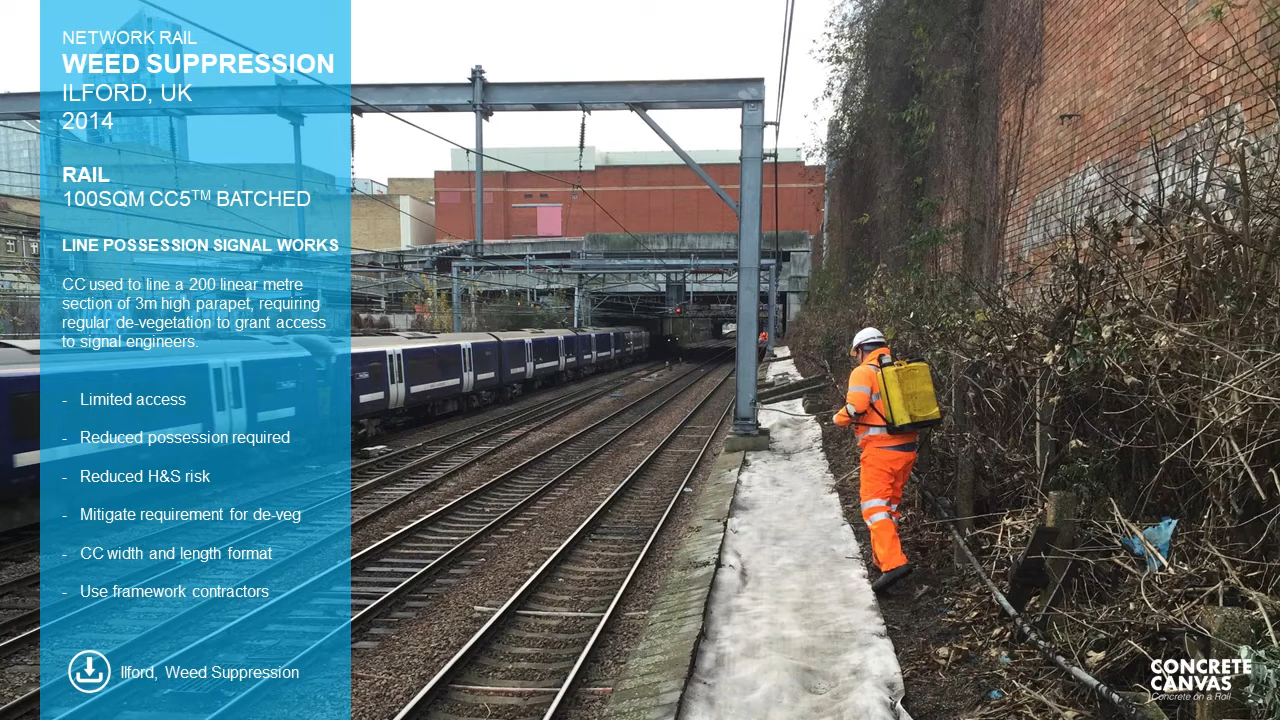 NETWORK RAIL
WEED SUPPRESSION
ILFORD, UK
2014
RAIL
100SQM CC5TM BATCHED
LINE POSSESSION SIGNAL WORKS
CC used to line a 200 linear metre
section of 3m high parapet, requiring
regular de-vegetation to grant access
to signal engineers.
- Limited access
- Reduced possession required
- Reduced H&S risk
- Mitigate requirement for de-veg
- CC width and length format
- Use framework contractors
Ilford, Weed Suppression
CONCRETE
CANVAS
Concrete on a Roll